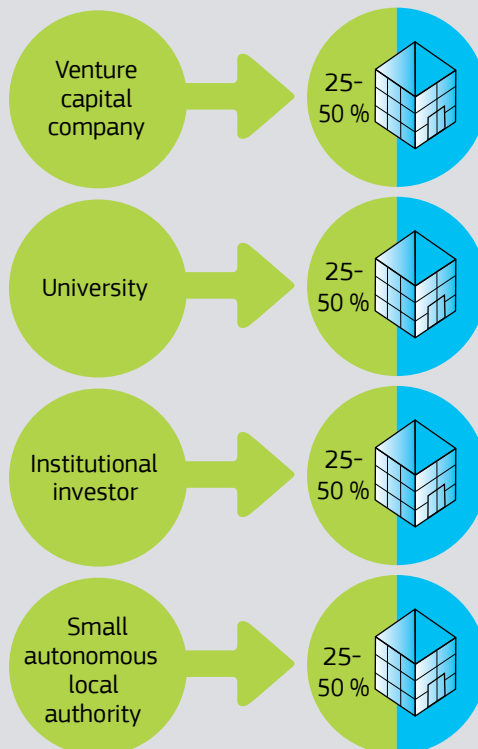 Venture
capital
company
25-
50 %
University
25-
50 %
Institutional
investor
25-
50 %
Small
autonomous
local
authority
25-
50 %